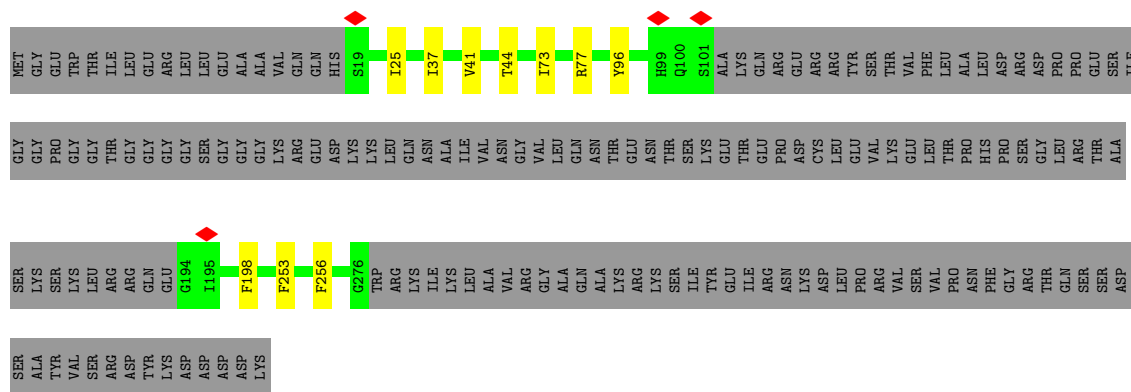 MET GLY GLU TRP THR ILE LEU GLU ARG LEU LEU GLU ALA ALA VAL GLN GLN HIS S19 I25 I37 V41 T44 I73 R77 Y96 H99 Q100 S101 ALA LYS GLN ARG GLU ARG ARG TYR SER THR VAL PHE LEU ALA LEU ASP ARG ASP PRO PRO GLU SER ILE
GLY GLY PRO GLY GLY THR GLY GLY GLY GLY SER GLY GLY GLY LYS ARG GLU ASP LYS LYS LEU GLN ASN ALA ILE VAL ASN GLY VAL LEU GLN ASN THR GLU ASN THR SER LYS GLU THR GLU PRO ASP CYS LEU GLU VAL LYS GLU LEU THR PRO HIS PRO SER GLY LEU ARG THR ALA
SER LYS SER LYS LEU ARG ARG GLN GLU G194 I195 F198 F253 F256 G276 TRP ARG LYS ILE LYS LEU ALA VAL ARG GLY ALA GLN ALA LYS ARG LYS SER ILE TYR GLU ILE ARG ASN LYS ASP LEU PRO ARG VAL SER VAL PRO ASN PHE GLY ARG THR GLN SER SER ASP
SER ALA TYR VAL SER ARG ASP TYR LYS ASP ASP ASP ASP LYS